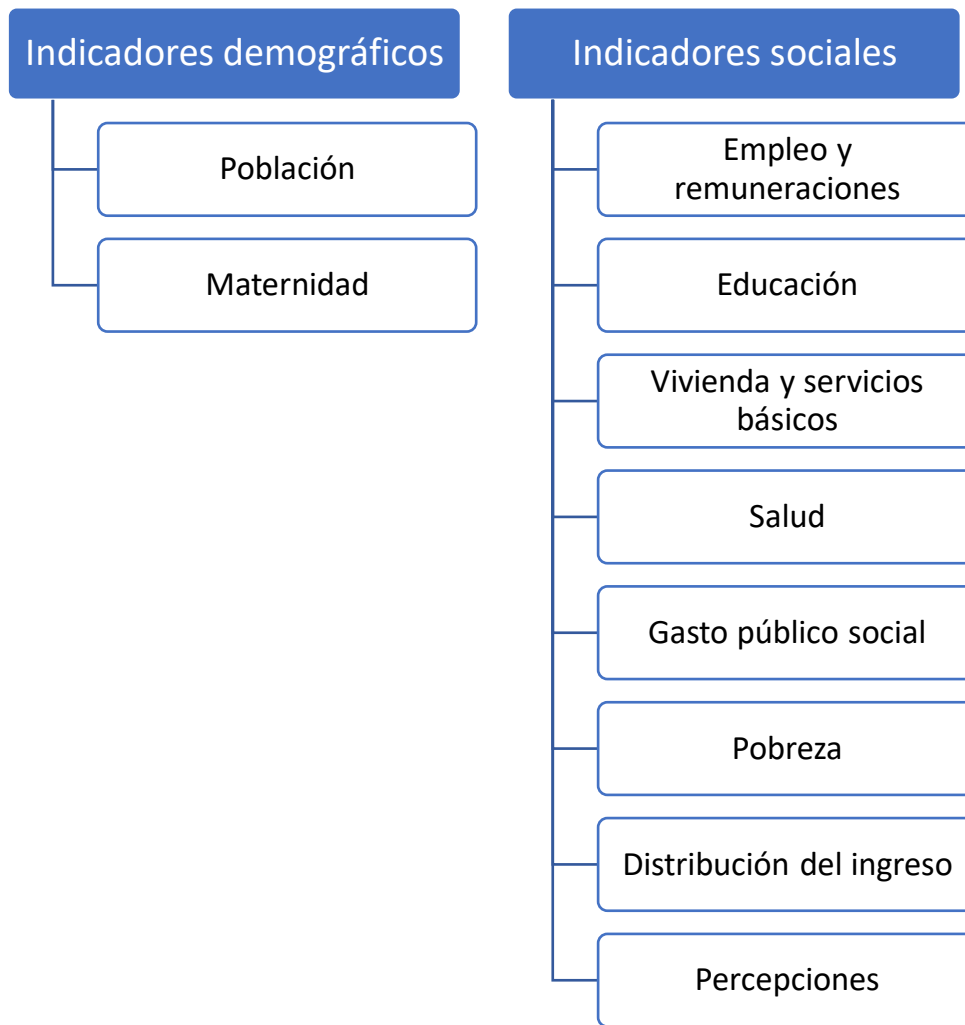 Indicadores demográficos
Población
Maternidad
Indicadores sociales
Empleo y
remuneraciones
Educación
Vivienda y servicios
básicos
Salud
Gasto público social
Pobreza
Distribución del ingreso
Percepciones